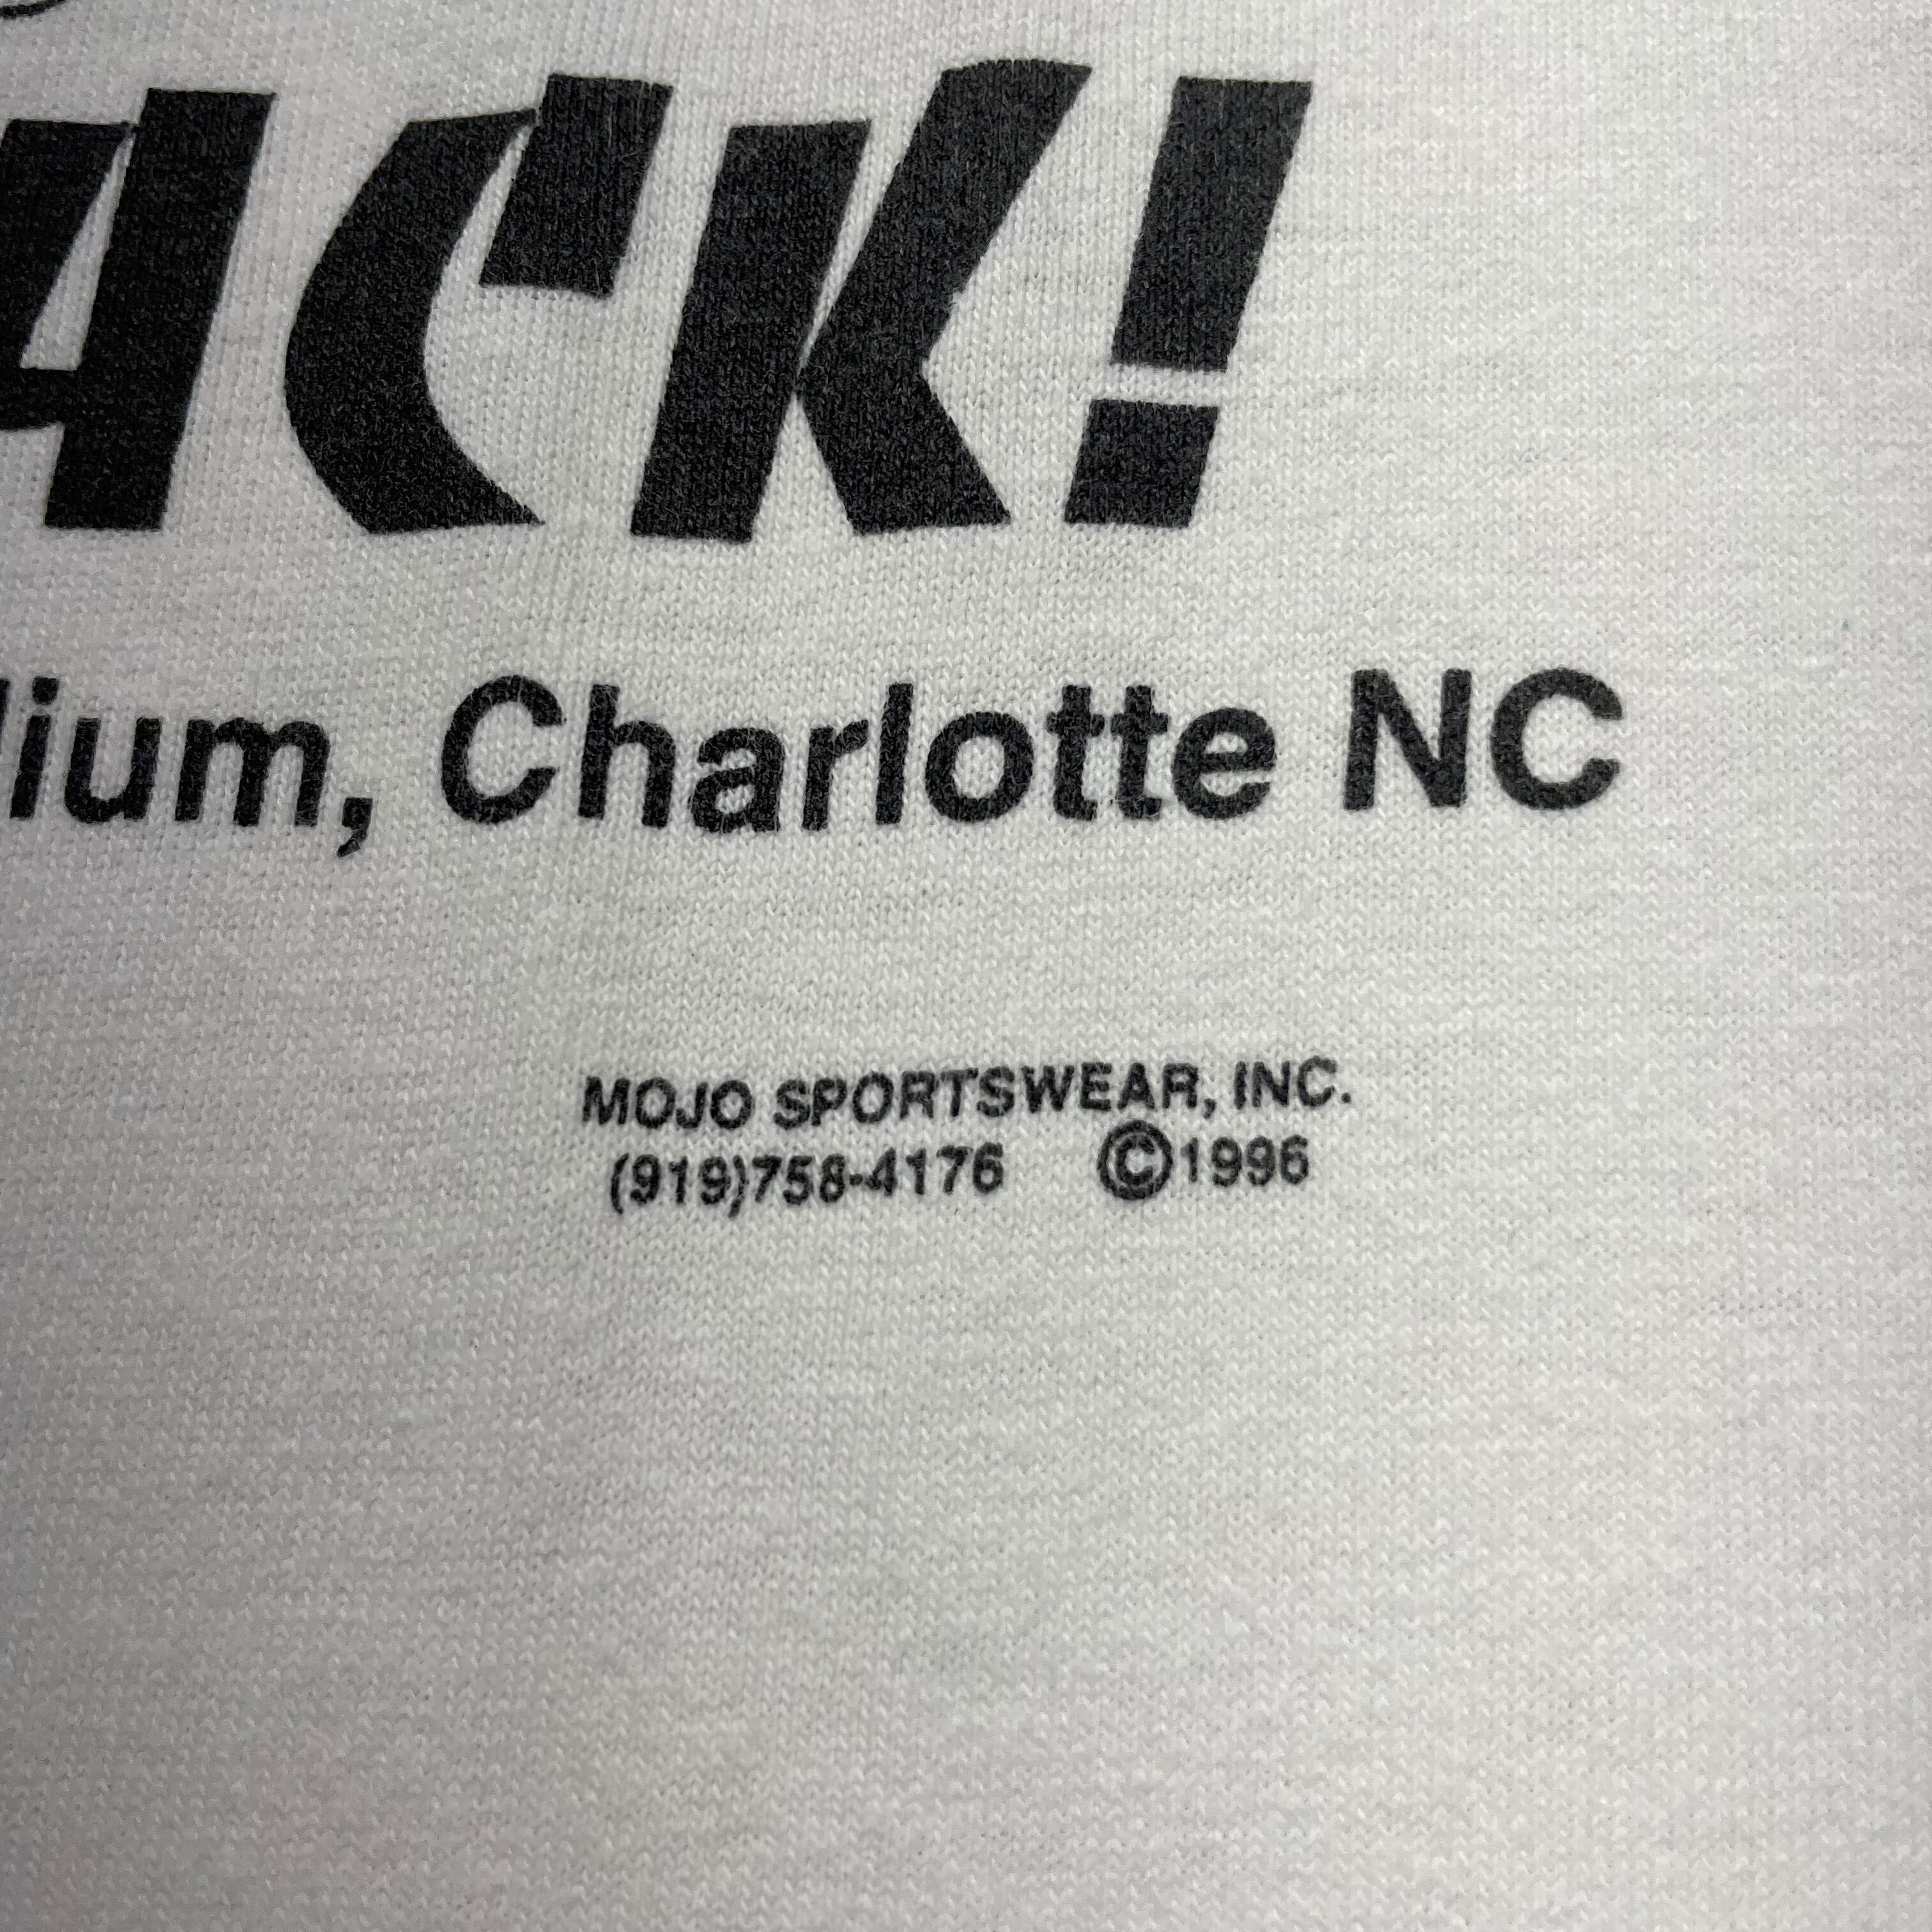 ACK!
dium, Charlotte NC
MOJO SPORTSWEAR, INC.
(919)758-4176 ©1996